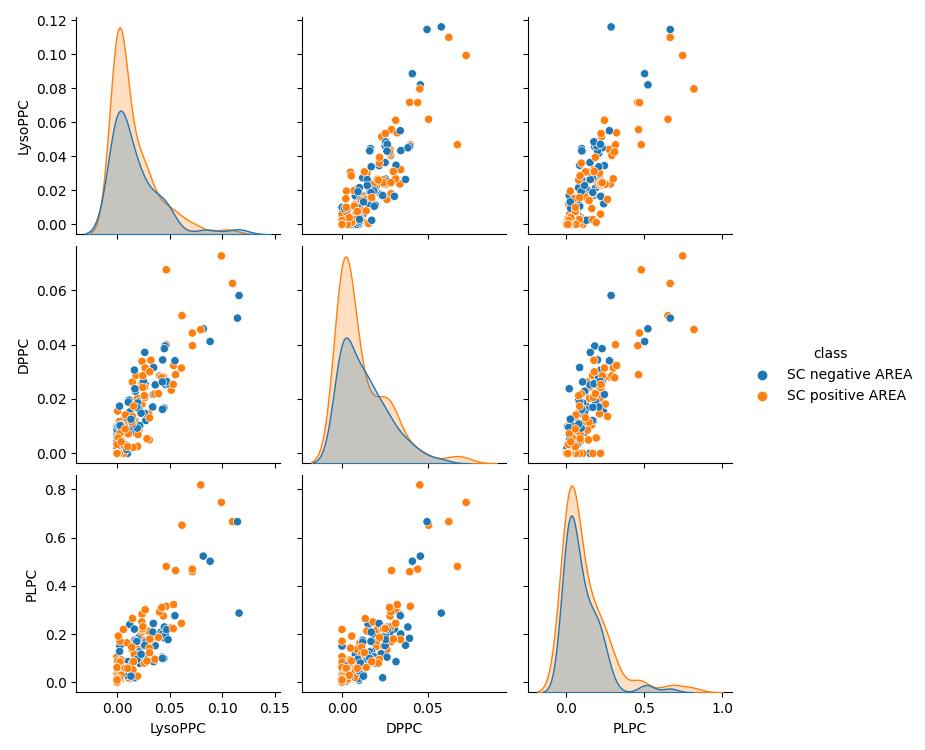 0.12
0.10
0.08
0.06
0.04
0.02
0.00
LysoPPC
0.06
0.04
0.02
0.00
DPPC
class
SC negative AREA
SC positive AREA
0.8
0.6
0.4
0.2
0.0
PLPC
0.00 0.05 0.10 0.15
0.00 0.05
0.0 0.5 1.0
LysoPPC
DPPC
PLPC